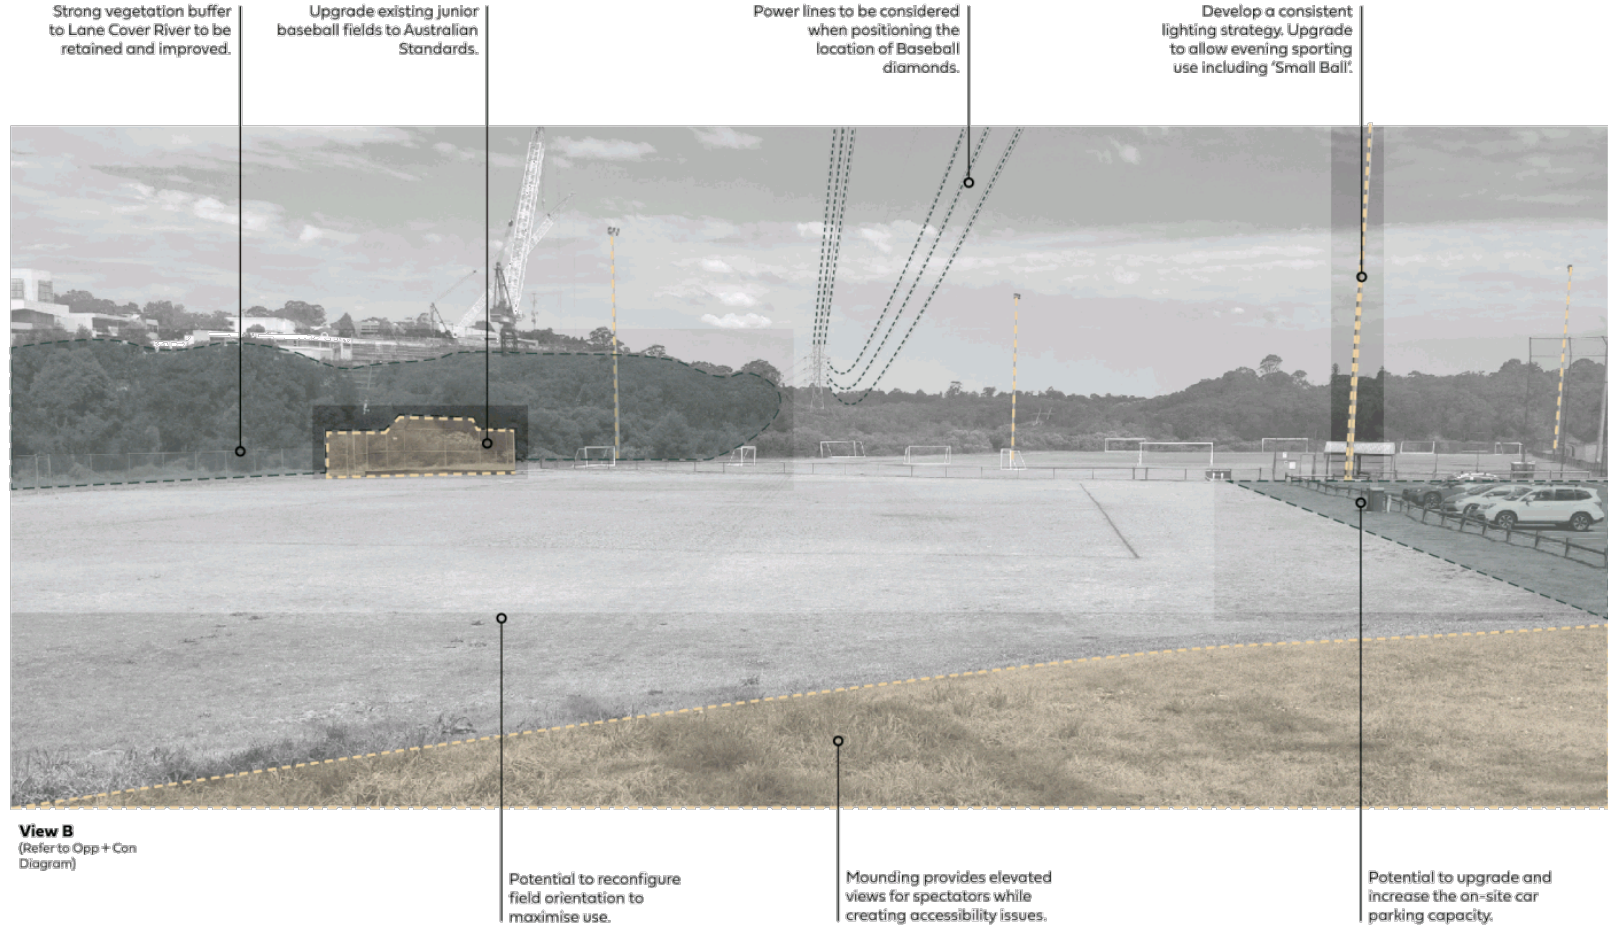 Strong vegetation buffer
to Lane Cover River to be
retained and improved.
Upgrade existing junior
baseball fields to Australian
Standards.
Power lines to be considered
when positioning the
location of Baseball
diamonds.
Develop a consistent
lighting strategy. Upgrade
to allow evening sporting
use including 'Small Ball'.
View B
(Refer to Opp + Con
Diagram)
Potential to reconfigure
field orientation to
maximise use.
Mounding provides elevated
views for spectators while
creating accessibility issues.
Potential to upgrade and
increase the on-site car
parking capacity.